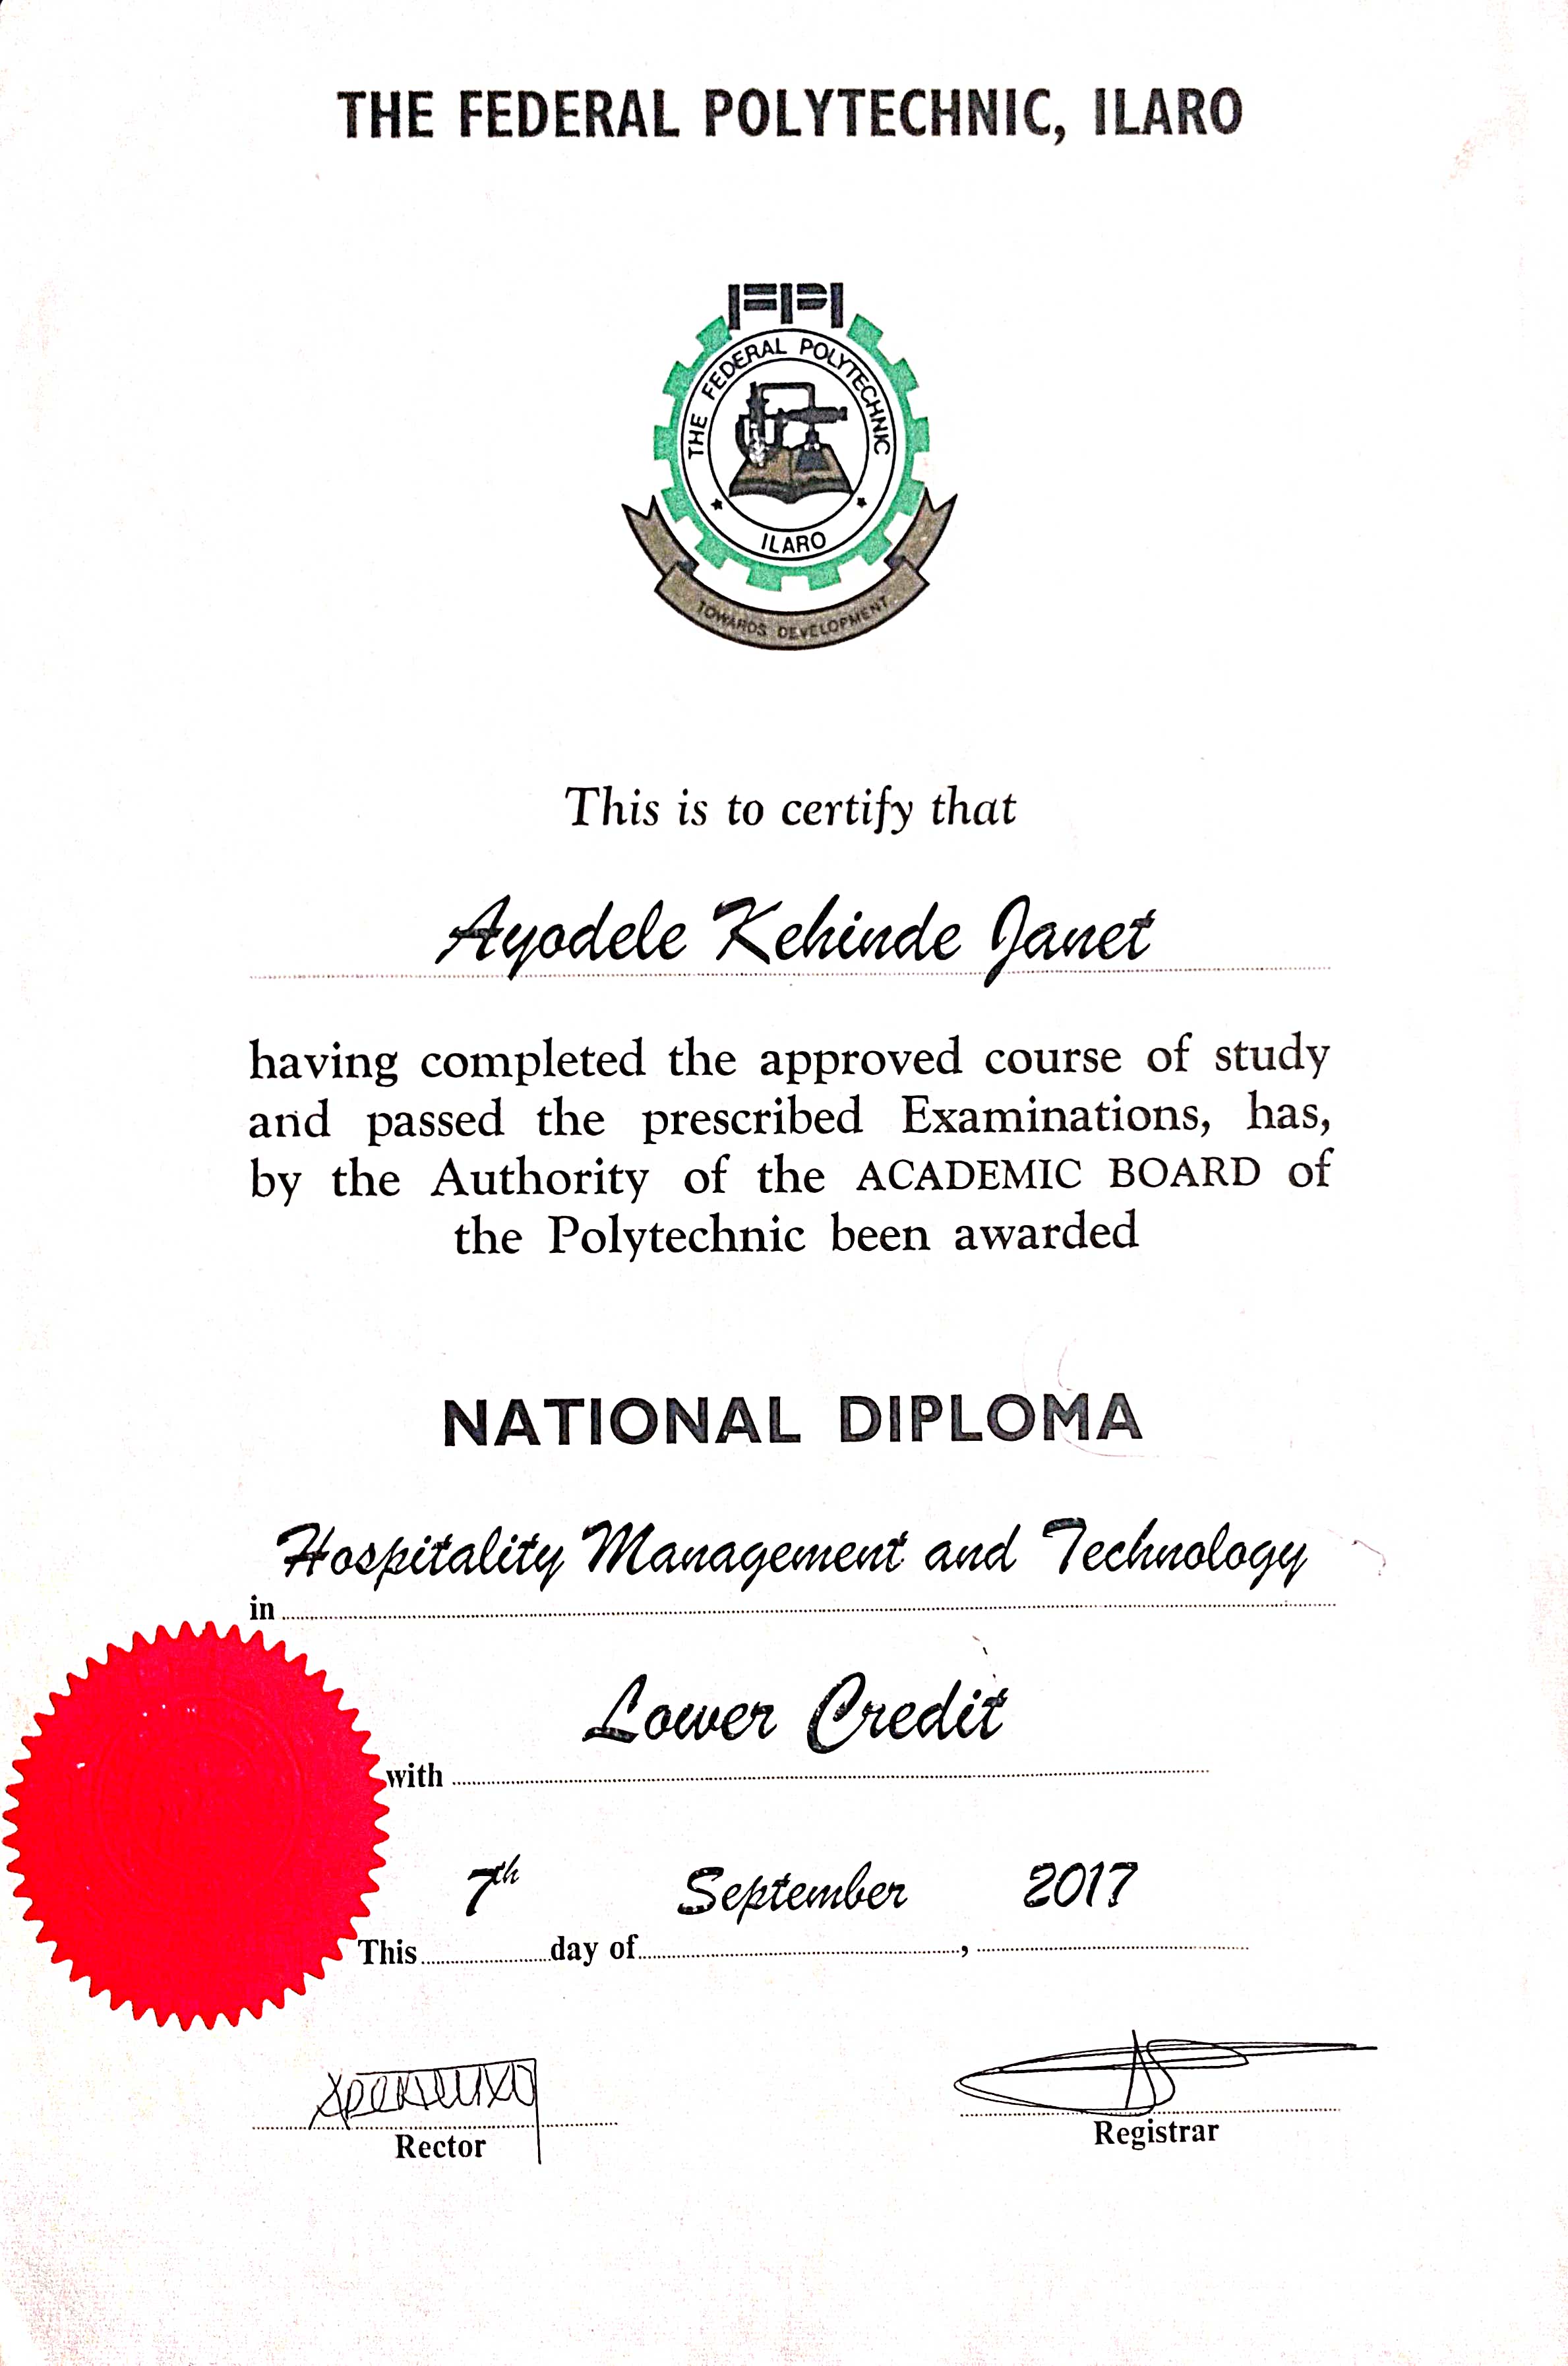 THE FEDERAL POLYTECHNIC, ILARO
FPI
THE FEDERAL POLYTECHNIC
ILARO
TOWARDS DEVELOPMENT
This is to certify that
Ayodele Kehinde Janet
having completed the approved course of study
and passed the prescribed Examinations, has,
by the Authority of the ACADEMIC BOARD of
the Polytechnic been awarded
NATIONAL DIPLOMA
Hospitality Management and Technology
in
Lower Credit
with
7th September 2017
This day of ,
Rector
Registrar